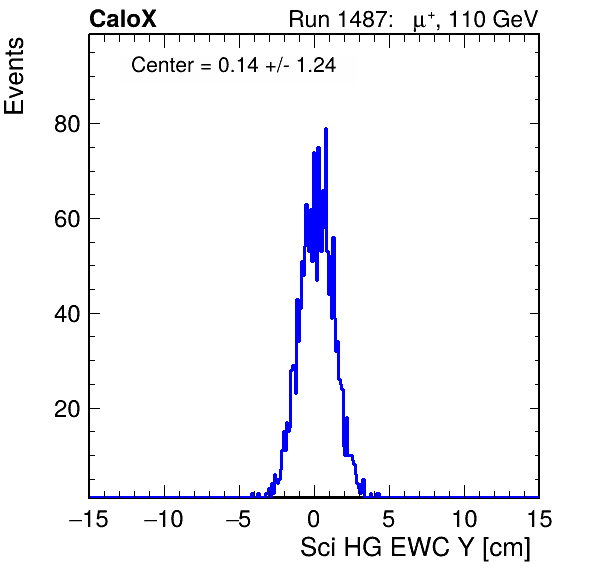 CaloX Run 1487: μ⁺, 110 GeV
Events
Center = 0.14 +/- 1.24
80
60
40
20
−15 −10 −5 0 5 10 15
Sci HG EWC Y [cm]